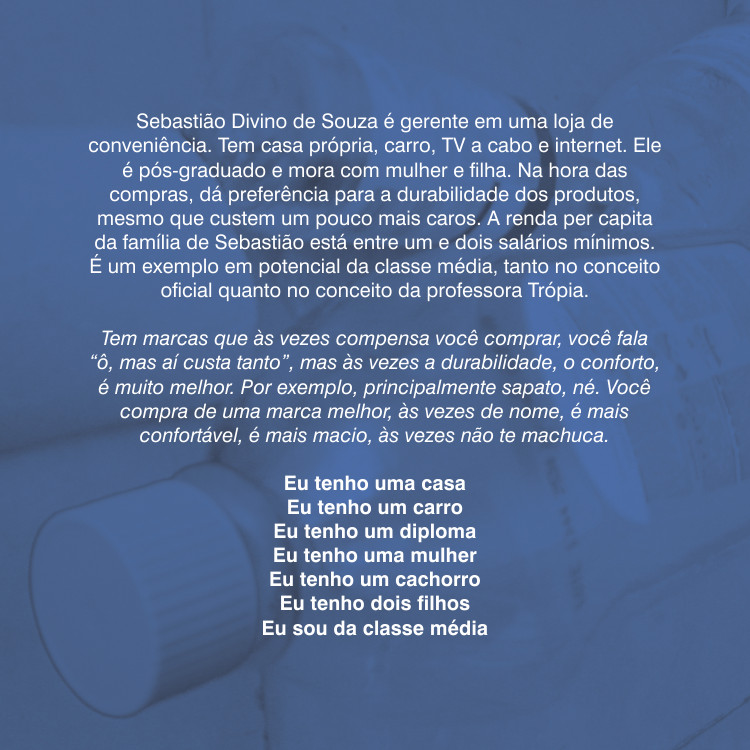 Sebastião Divino de Souza é gerente em uma loja de
conveniência. Tem casa própria, carro, TV a cabo e internet. Ele
é pós-graduado e mora com mulher e filha. Na hora das
compras, dá preferência para a durabilidade dos produtos,
mesmo que custem um pouco mais caros. A renda per capita
da família de Sebastião está entre um e dois salários mínimos.
É um exemplo em potencial da classe média, tanto no conceito
oficial quanto no conceito da professora Trópia.
Tem marcas que às vezes compensa você comprar, você fala
“ô, mas aí custa tanto”, mas às vezes a durabilidade, o conforto,
é muito melhor. Por exemplo, principalmente sapato, né. Você
compra de uma marca melhor, às vezes de nome, é mais
confortável, é mais macio, às vezes não te machuca.
Eu tenho uma casa
Eu tenho um carro
Eu tenho um diploma
Eu tenho uma mulher
Eu tenho um cachorro
Eu tenho dois filhos
Eu sou da classe média